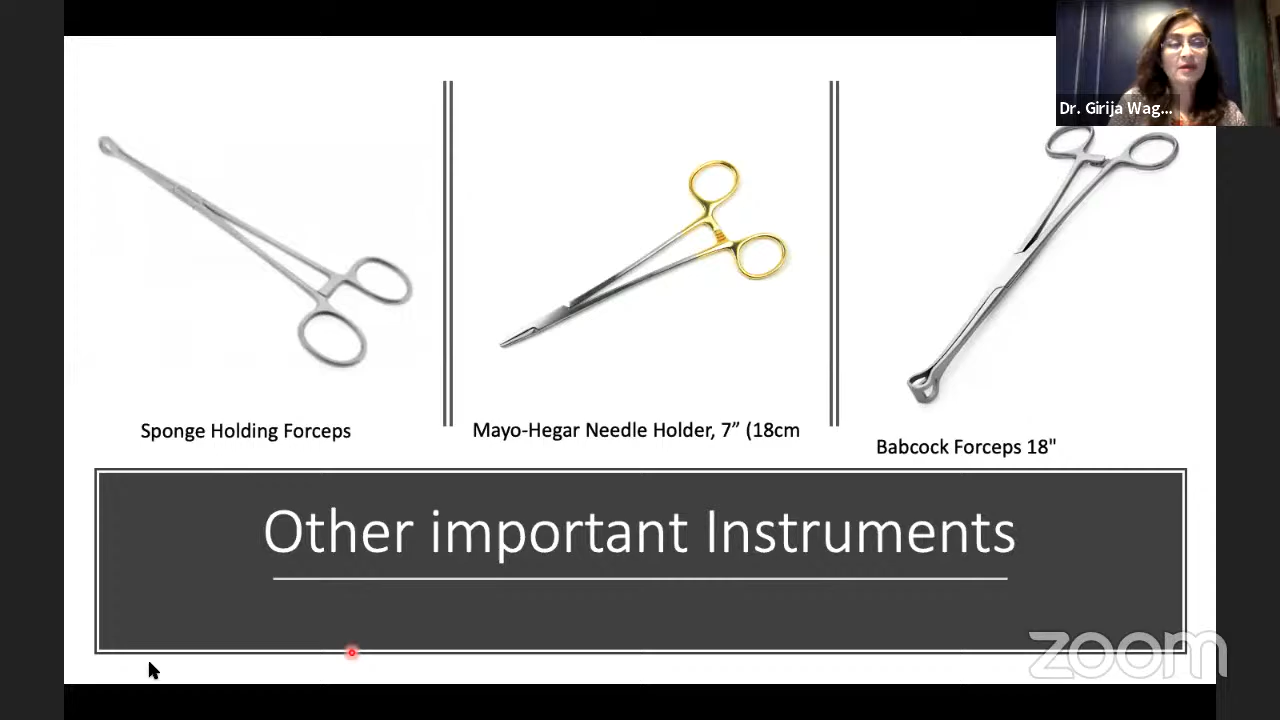 Dr. Girija Wag...
Sponge Holding Forceps
Mayo-Hegar Needle Holder, 7” (18cm
Babcock Forceps 18"
Other important Instruments
zoom